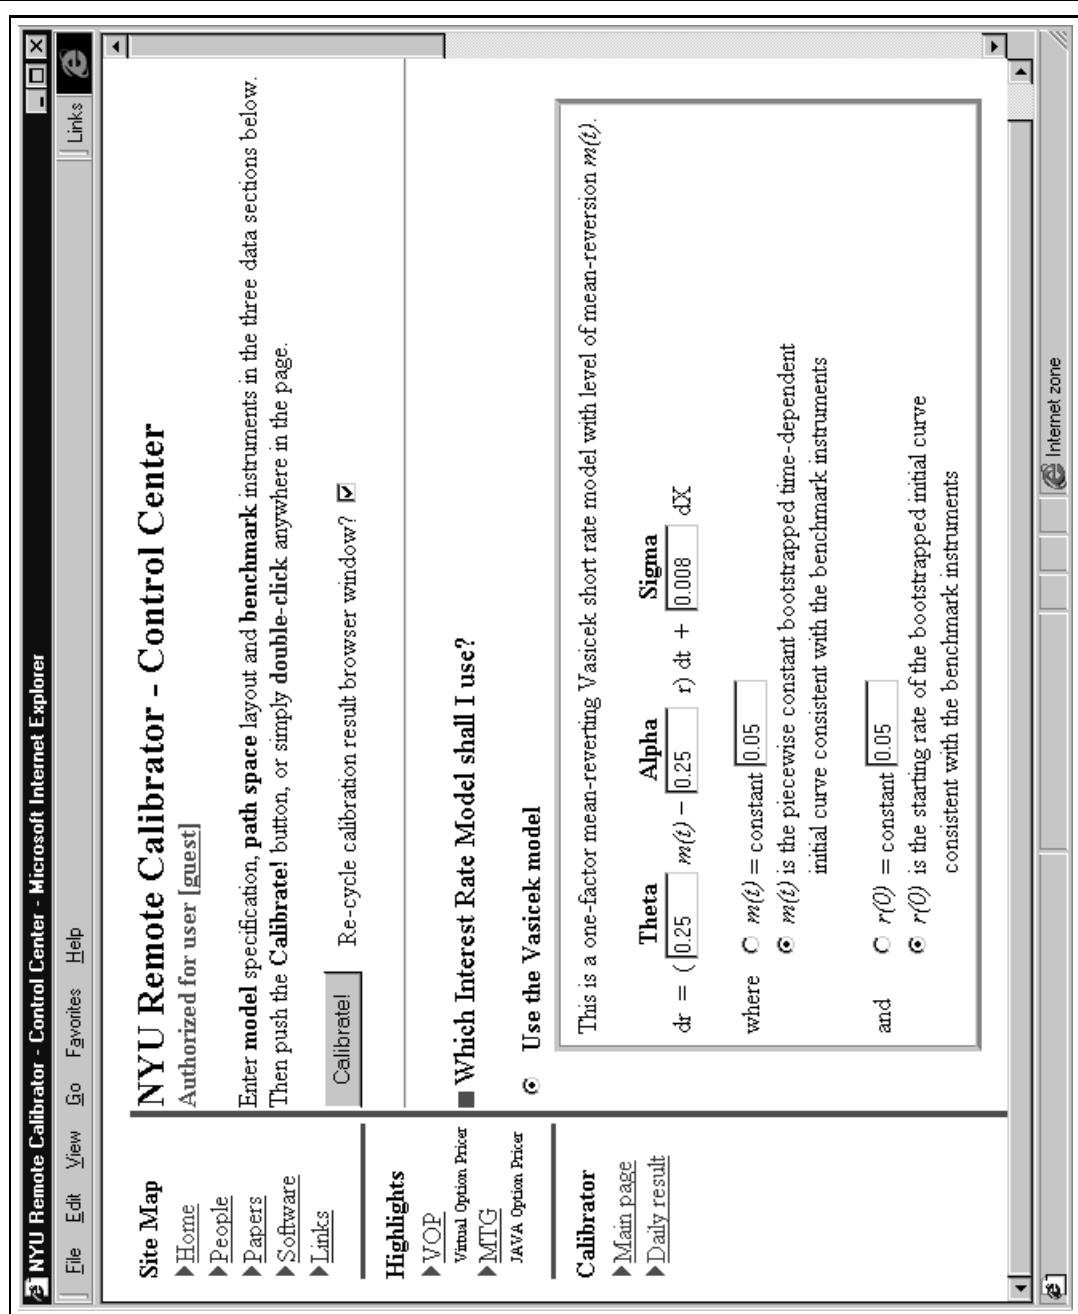 NYU Remote Calibrator - Control Center - Microsoft Internet Explorer
File Edit View Go Favorites Help
Links
Site Map
Home
People
Papers
Software
Links
Highlights
VOP
Virtual Option Pricer
MTG
JAVA Option Pricer
Calibrator
Main page
Daily result
NYU Remote Calibrator - Control Center
Authorized for user [guest]
Enter model specification, path space layout and benchmark instruments in the three data sections below.
Then push the Calibrate! button, or simply double-click anywhere in the page.
Calibrate! Re-cycle calibration result browser window?
Which Interest Rate Model shall I use?
Use the Vasicek model
This is a one-factor mean-reverting Vasicek short rate model with level of mean-reversion m(t).
Theta Alpha Sigma
dr = ( 0.25 m(t) − 0.25 r) dt + 0.008 dX
where m(t) = constant 0.05
m(t) is the piecewise constant bootstrapped time-dependent
initial curve consistent with the benchmark instruments
and r(0) = constant 0.05
r(0) is the starting rate of the bootstrapped initial curve
consistent with the benchmark instruments
Internet zone